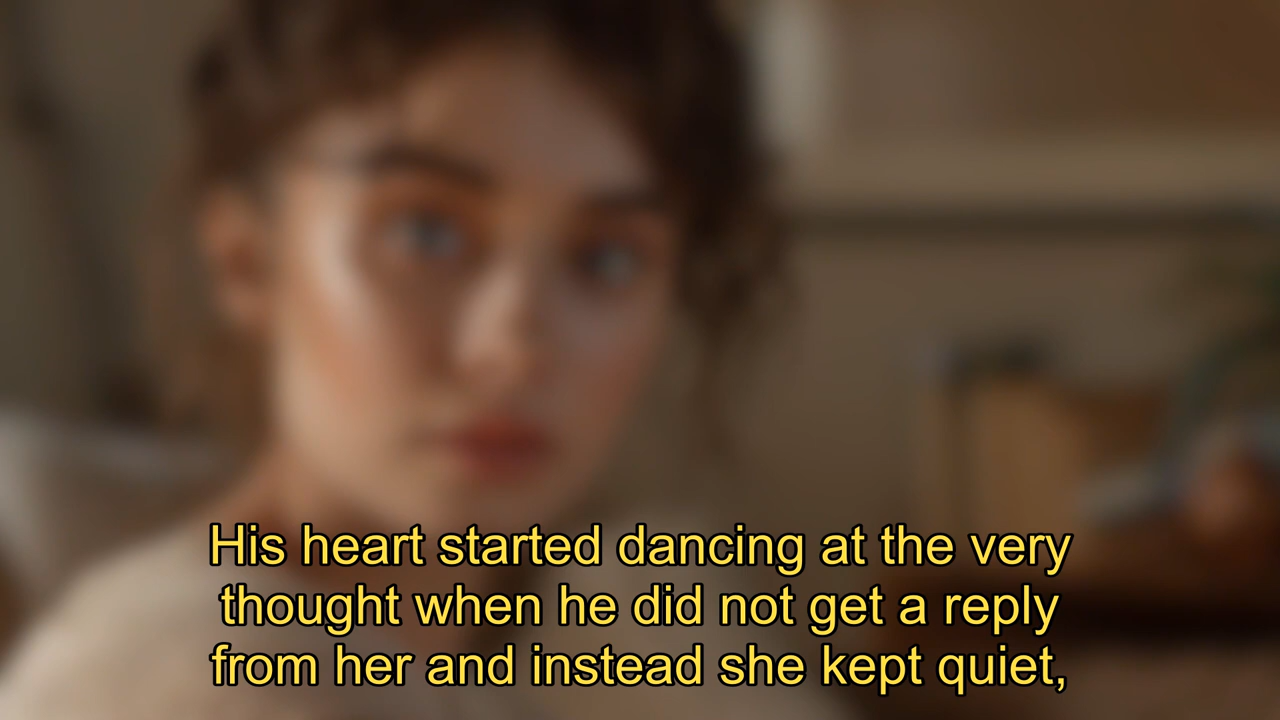 His heart started dancing at the very
thought when he did not get a reply
from her and instead she kept quiet,